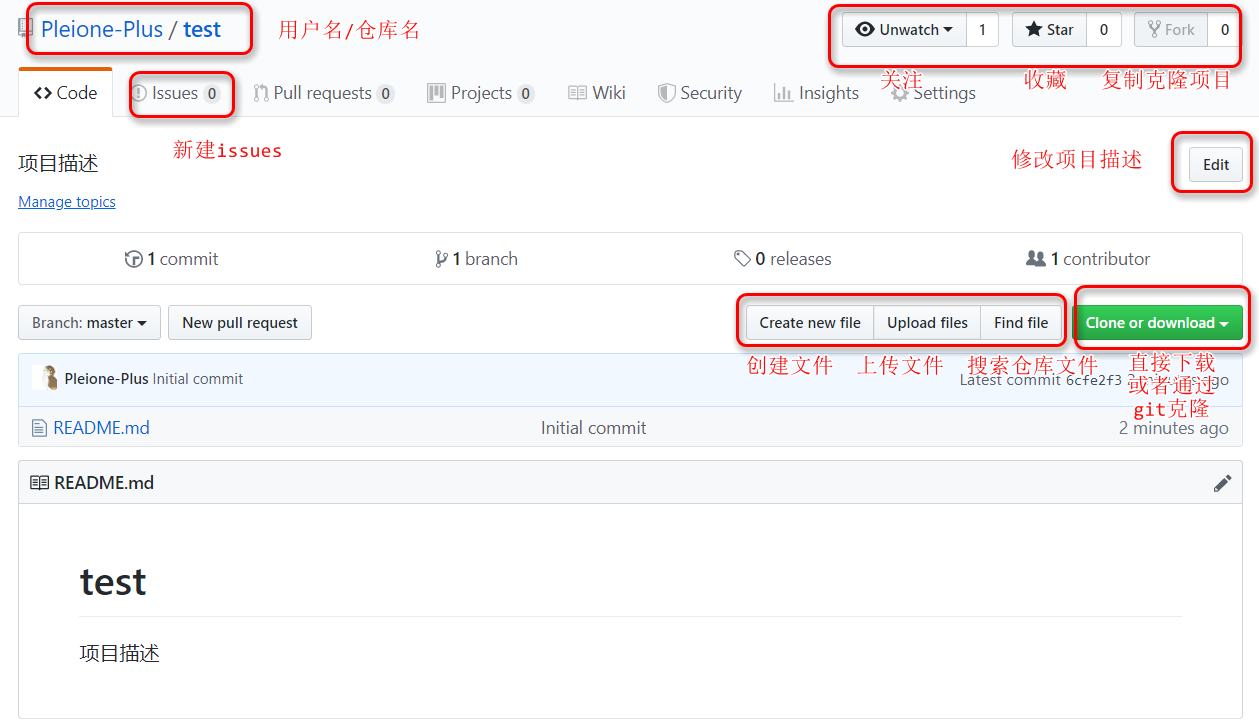 Pleione-Plus / test 用户名/仓库名 Unwatch 1 Star 0 Fork 0
关注 收藏 复制克隆项目
Code Issues 0 Pull requests 0 Projects 0 Wiki Security Insights Settings
新建issues
项目描述 修改项目描述 Edit
Manage topics
1 commit 1 branch 0 releases 1 contributor
Branch: master New pull request Create new file Upload files Find file Clone or download
创建文件 上传文件 搜索仓库文件 直接下载
或者通过
git克隆
Pleione-Plus Initial commit Latest commit 6cfe2f3 ago
README.md Initial commit 2 minutes ago
README.md
test
项目描述